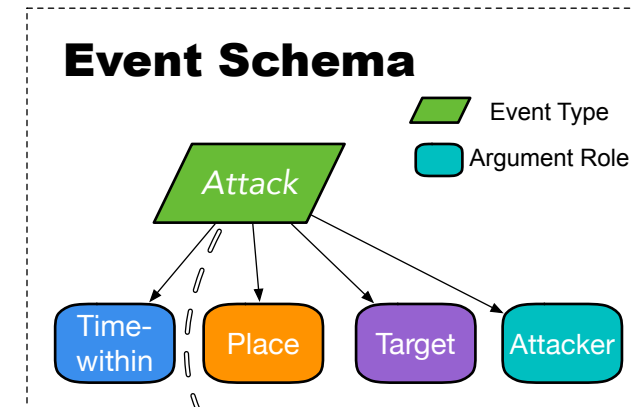 Event Schema
Event Type
Argument Role
Attack
Time-
within
Place
Target
Attacker